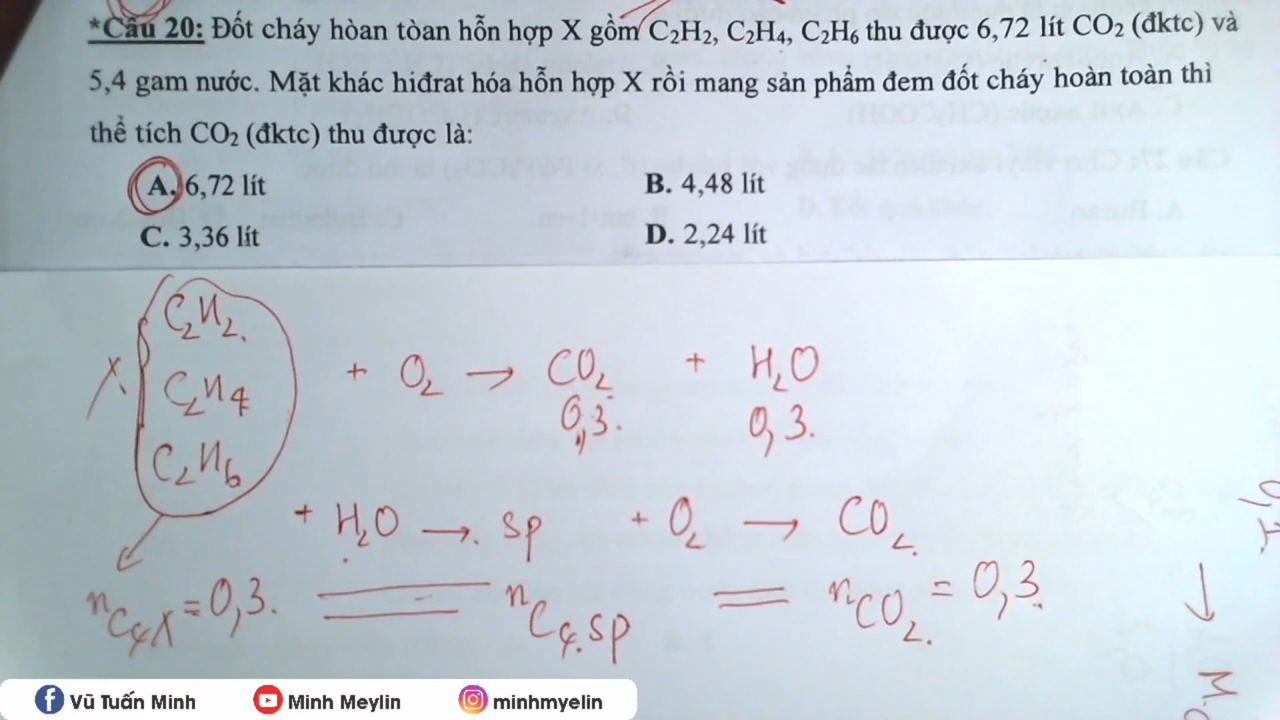 *Câu 20: Đốt cháy hòan tòan hỗn hợp X gồm C₂H₂, C₂H₄, C₂H₆ thu được 6,72 lít CO₂ (đktc) và
5,4 gam nước. Mặt khác hiđrat hóa hỗn hợp X rồi mang sản phẩm đem đốt cháy hoàn toàn thì
thể tích CO₂ (đktc) thu được là:
A. 6,72 lít B. 4,48 lít
C. 3,36 lít D. 2,24 lít
C₂H₂
X C₂H₄ + O₂ → CO₂ + H₂O
C₂H₆ 0,3. 0,3.
+ H₂O → sp + O₂ → CO₂
nC/X = 0,3. = nC/sp = nCO₂ = 0,3.
Vũ Tuấn Minh Minh Meylin minhmyelin